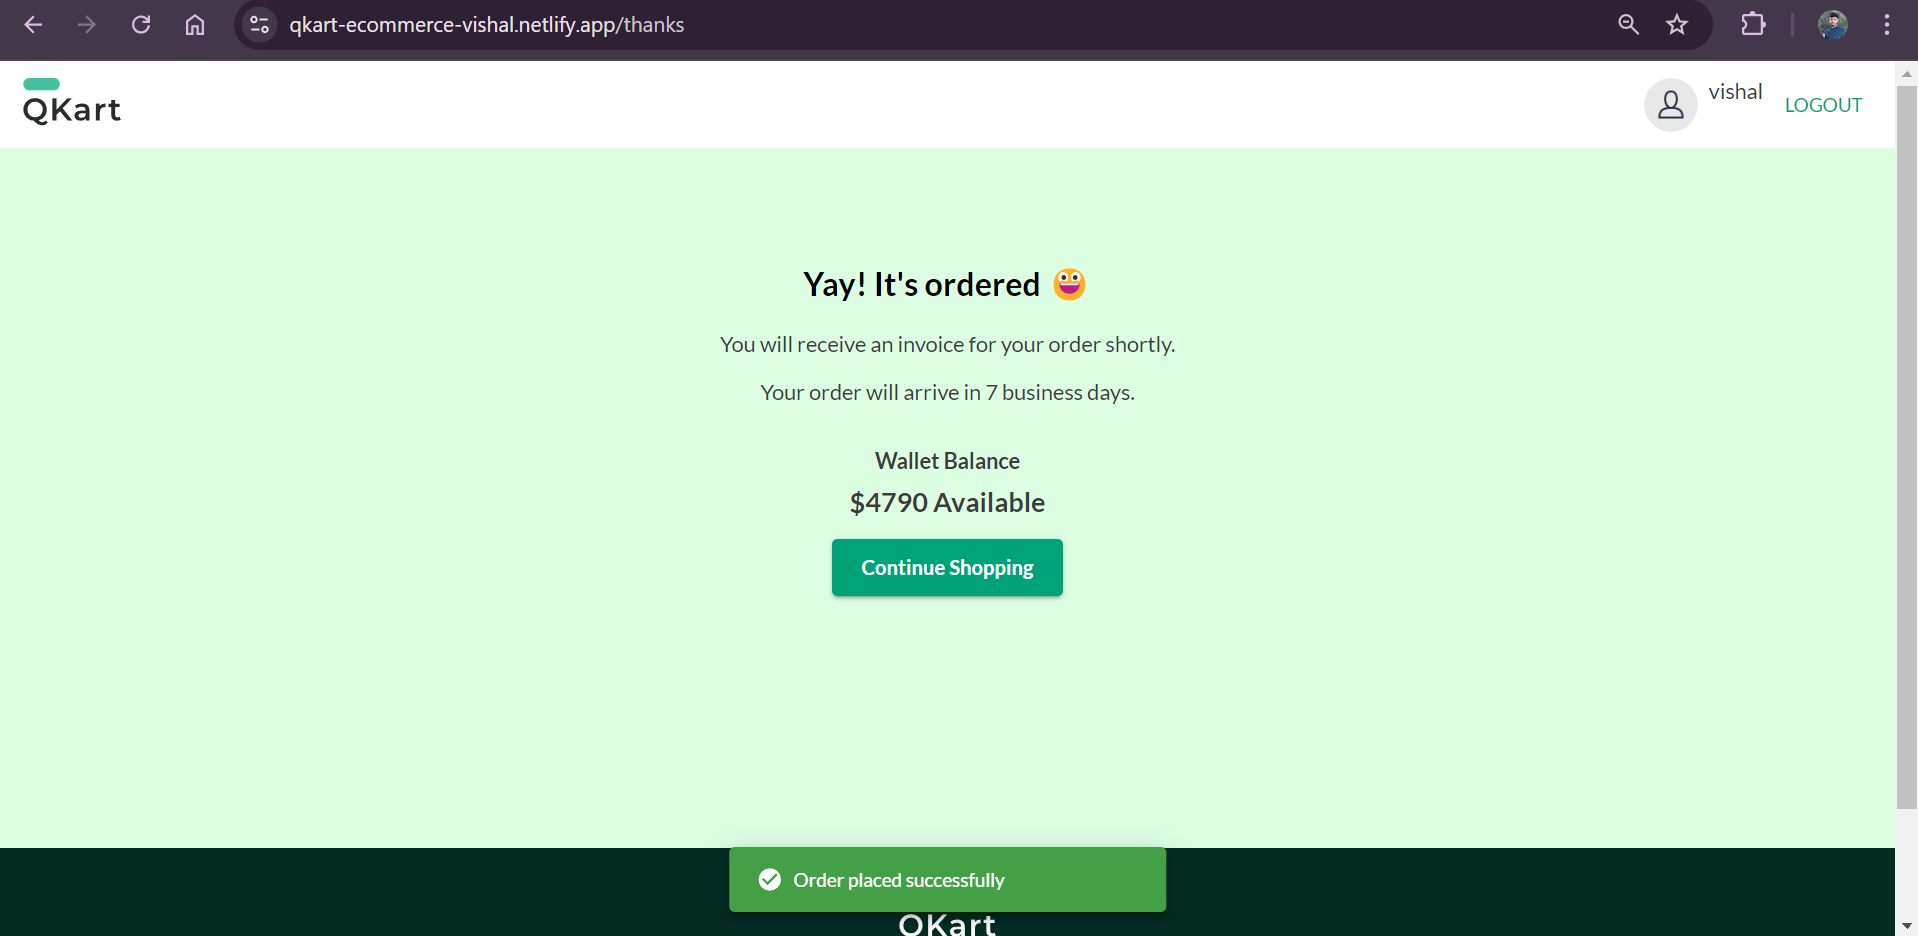 qkart-ecommerce-vishal.netlify.app/thanks
QKart
vishal
LOGOUT
Yay! It's ordered 😃
You will receive an invoice for your order shortly.
Your order will arrive in 7 business days.
Wallet Balance
$4790 Available
Continue Shopping
Order placed successfully
QKart